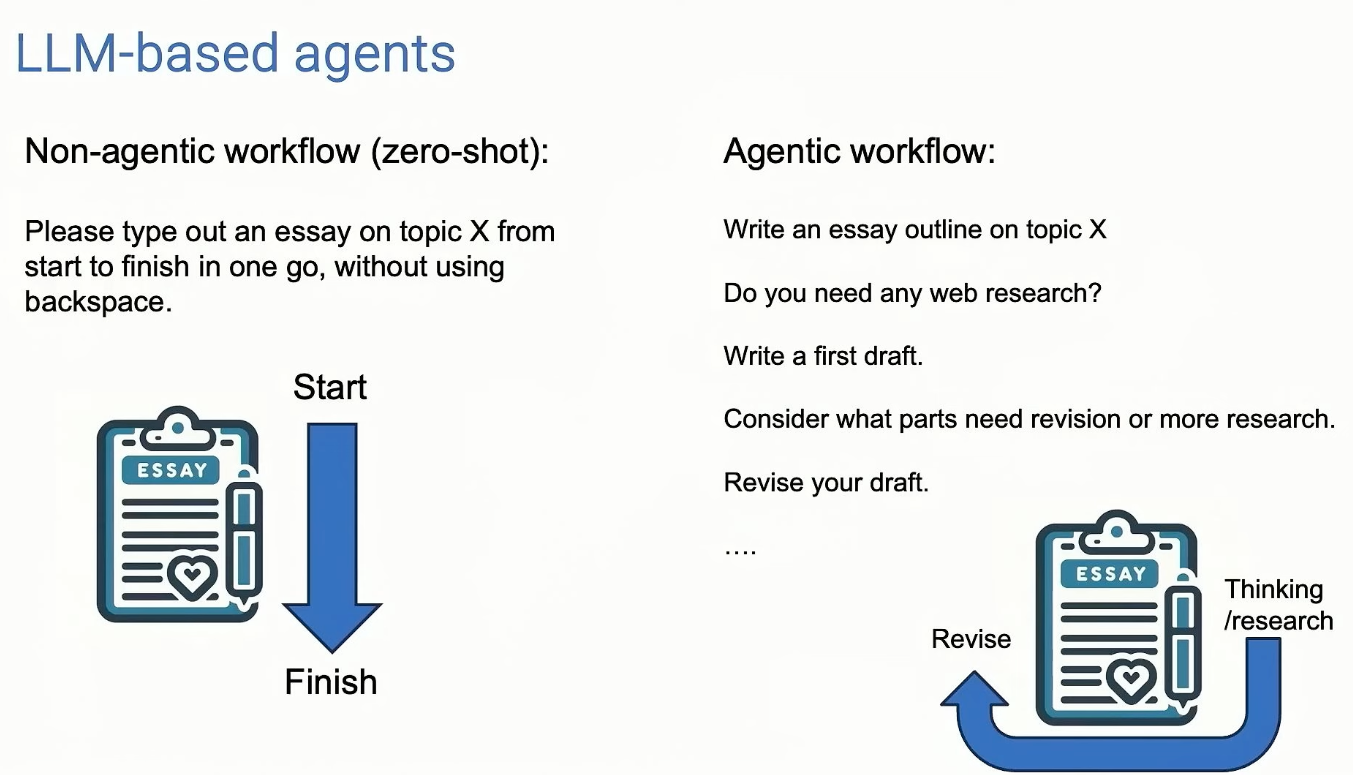 LLM-based agents
Non-agentic workflow (zero-shot):
Please type out an essay on topic X from
start to finish in one go, without using
backspace.
Start
ESSAY
Finish
Agentic workflow:
Write an essay outline on topic X
Do you need any web research?
Write a first draft.
Consider what parts need revision or more research.
Revise your draft.
....
ESSAY
Thinking
/research
Revise